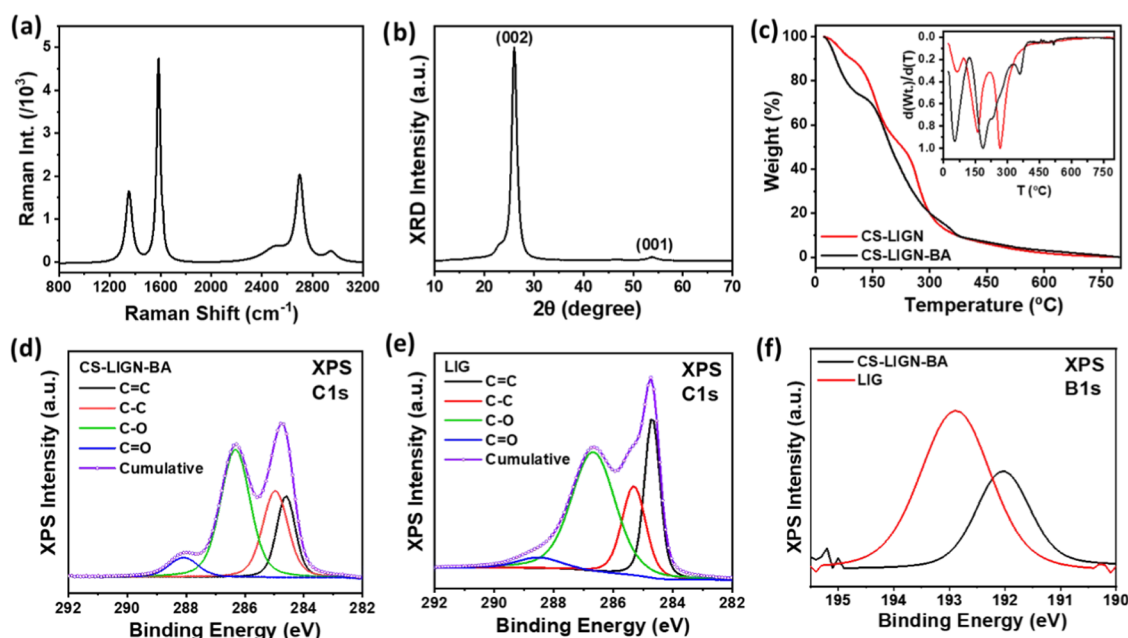 (a)
Raman Int. (/10³)
5
4
3
2
1
0
800 1200 1600 2000 2400 2800 3200
Raman Shift (cm⁻¹)
(b)
XRD Intensity (a.u.)
(002)
(001)
10 20 30 40 50 60 70
2θ (degree)
(c)
Weight (%)
100
80
60
40
20
0
CS-LIGN
CS-LIGN-BA
0 150 300 450 600 750
Temperature (ºC)
d(Wt.)/d(T)
0.0
0.2
0.4
0.6
0.8
1.0
0 150 300 450 600 750
T (ºC)
(d)
XPS Intensity (a.u.)
CS-LIGN-BA
C=C
C-C
C-O
C=O
Cumulative
XPS
C1s
292 290 288 286 284 282
Binding Energy (eV)
(e)
XPS Intensity (a.u.)
LIG
C=C
C-C
C-O
C=O
Cumulative
XPS
C1s
292 290 288 286 284 282
Binding Energy (eV)
(f)
XPS Intensity (a.u.)
CS-LIGN-BA
LIG
XPS
B1s
195 194 193 192 191 190
Binding Energy (eV)